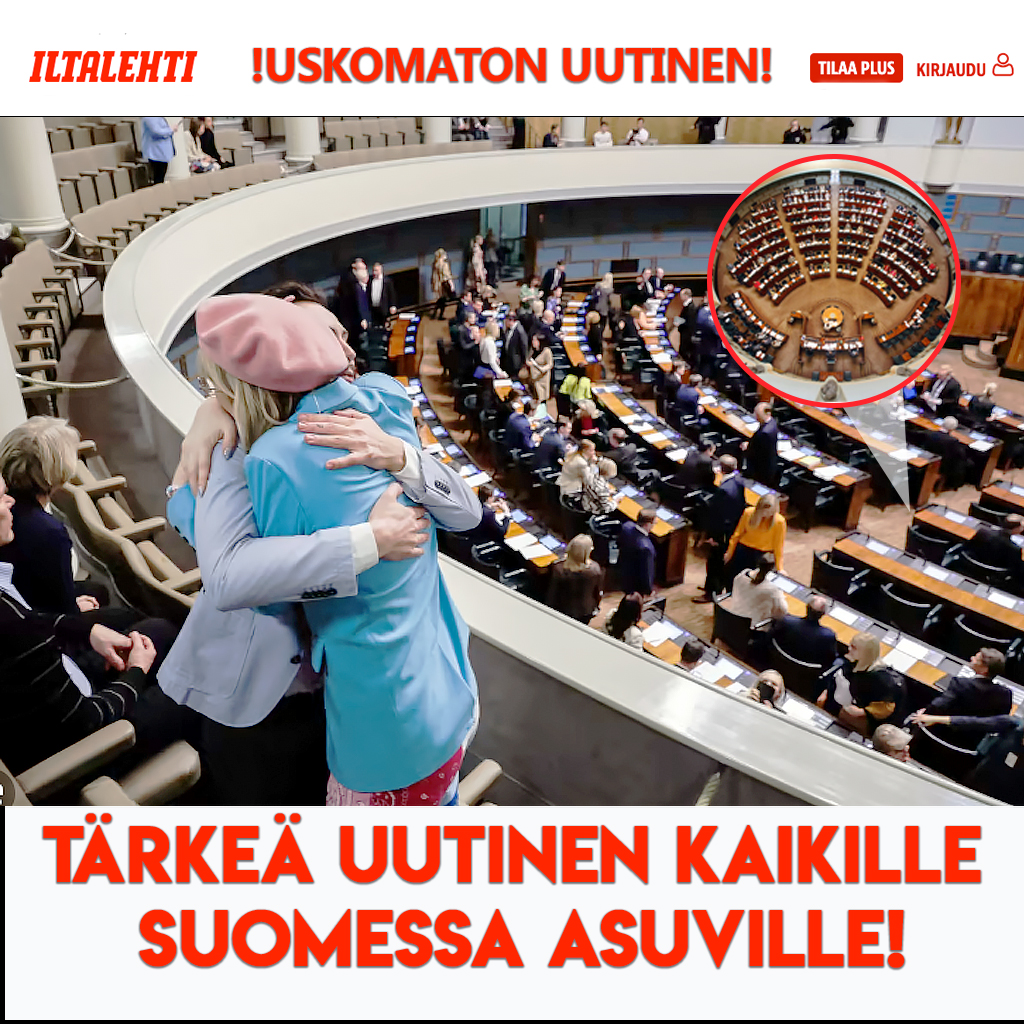 ILTALEHTI
!USKOMATON UUTINEN!
TILAA PLUS
KIRJAUDU
TÄRKEÄ UUTINEN KAIKILLE
SUOMESSA ASUVILLE!